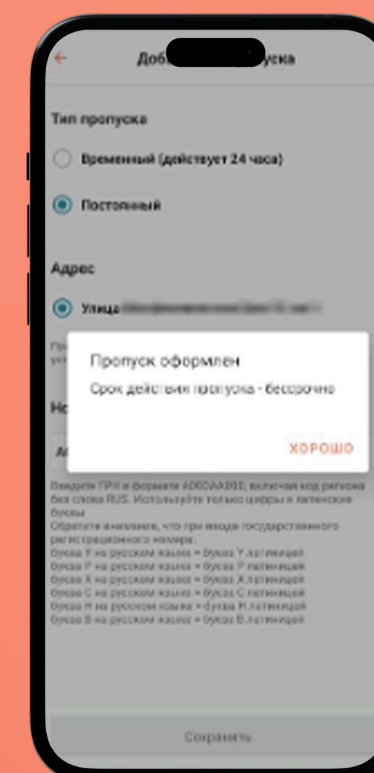 Тип пропуска
Временный (действует 24 часа)
Постоянный
Адрес
Улица
Пропуск оформлен
Срок действия пропуска - бессрочно
ХОРОШО
Введите ГРН в формате A000AA000, включая код региона
без слова RUS. Используйте только цифры и латинские
буквы
Обратите внимание, что при вводе государственного
регистрационного номера:
буква У на русском языке = буква Y латиницей
буква Р на русском языке = буква P латиницей
буква Х на русском языке = буква X латиницей
буква С на русском языке = буква C латиницей
буква Н на русском языке = буква H латиницей
буква В на русском языке = буква B латиницей
Сохранить